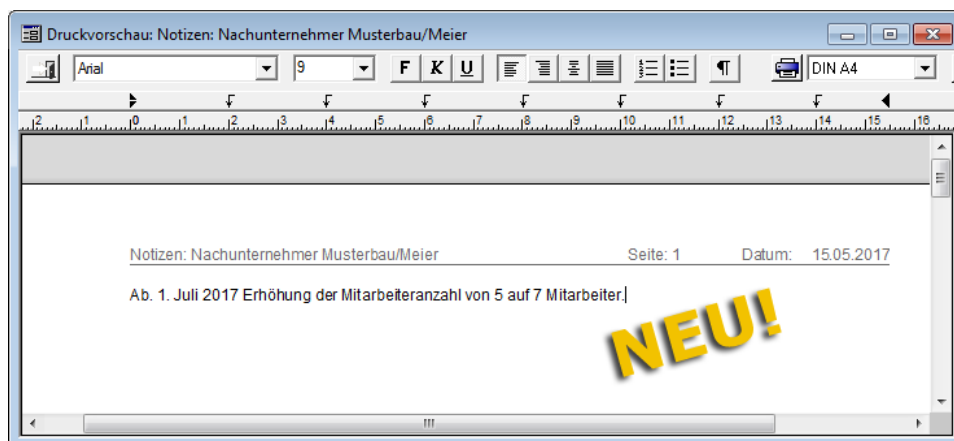 Druckvorschau: Notizen: Nachunternehmer Musterbau/Meier
Arial 9 F K U ¶ DIN A4
2 1 0 1 2 3 4 5 6 7 8 9 10 11 12 13 14 15 16
Notizen: Nachunternehmer Musterbau/Meier Seite: 1 Datum: 15.05.2017
Ab. 1. Juli 2017 Erhöhung der Mitarbeiteranzahl von 5 auf 7 Mitarbeiter.
NEU!